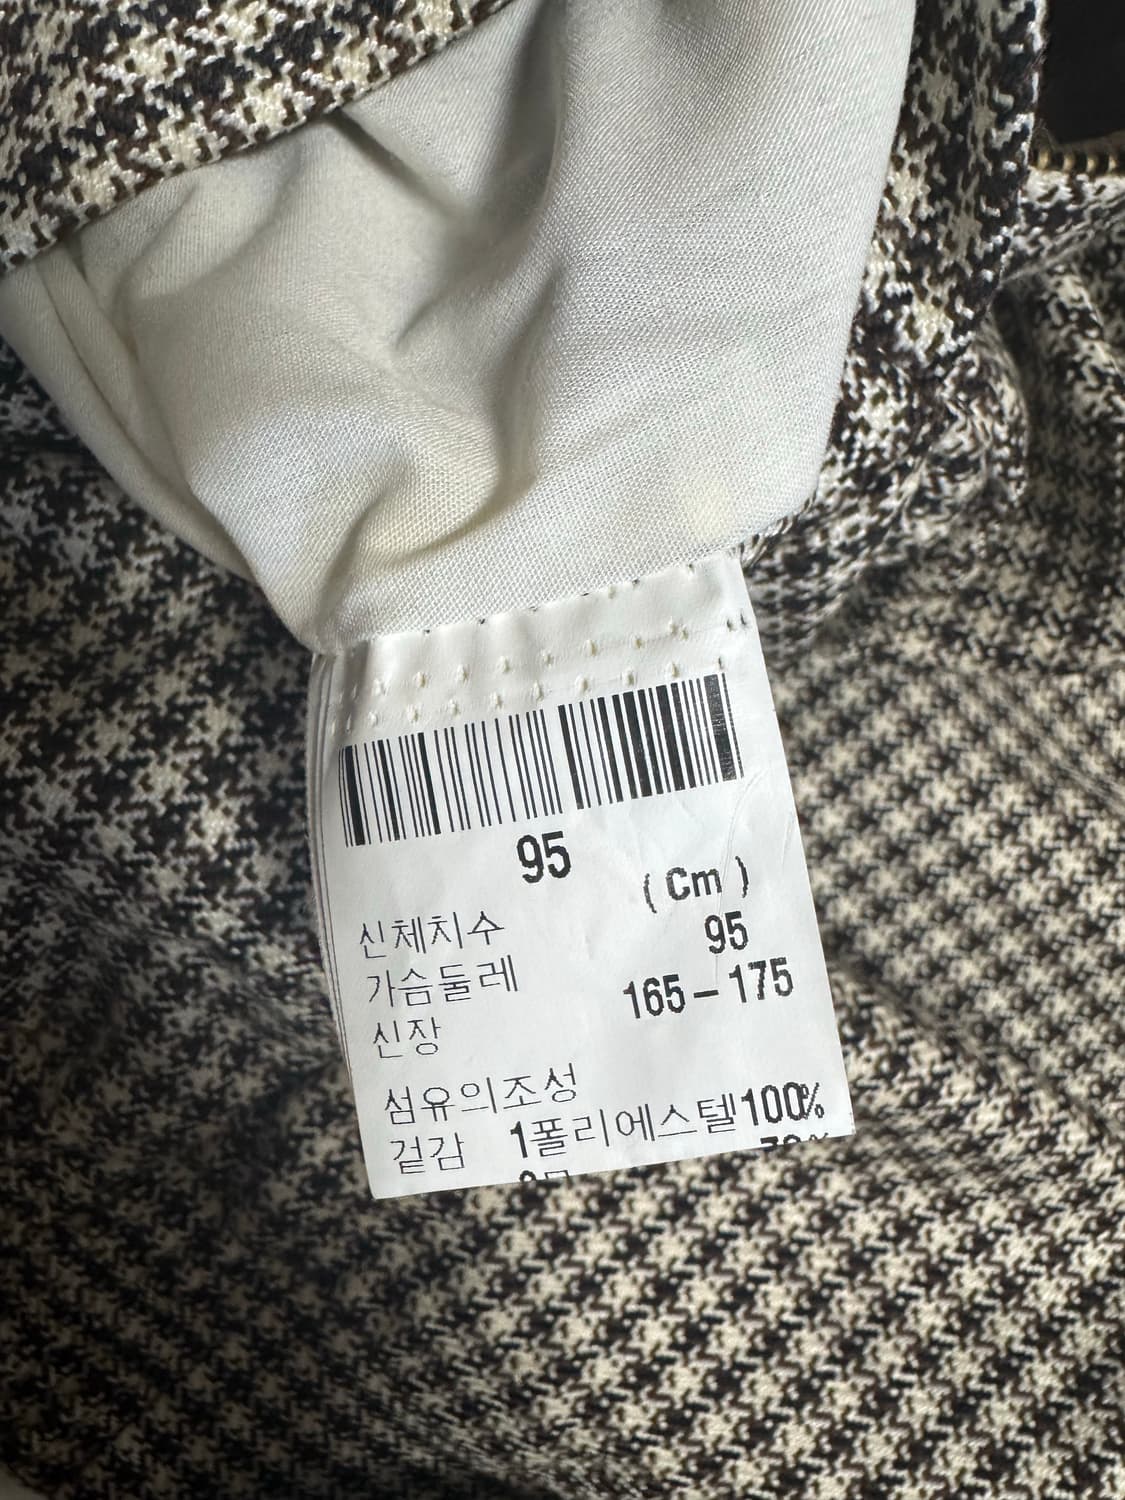 95
(Cm)
신체치수
가슴둘레 95
신장 165-175
섬유의조성
겉감 1폴리에스텔100%